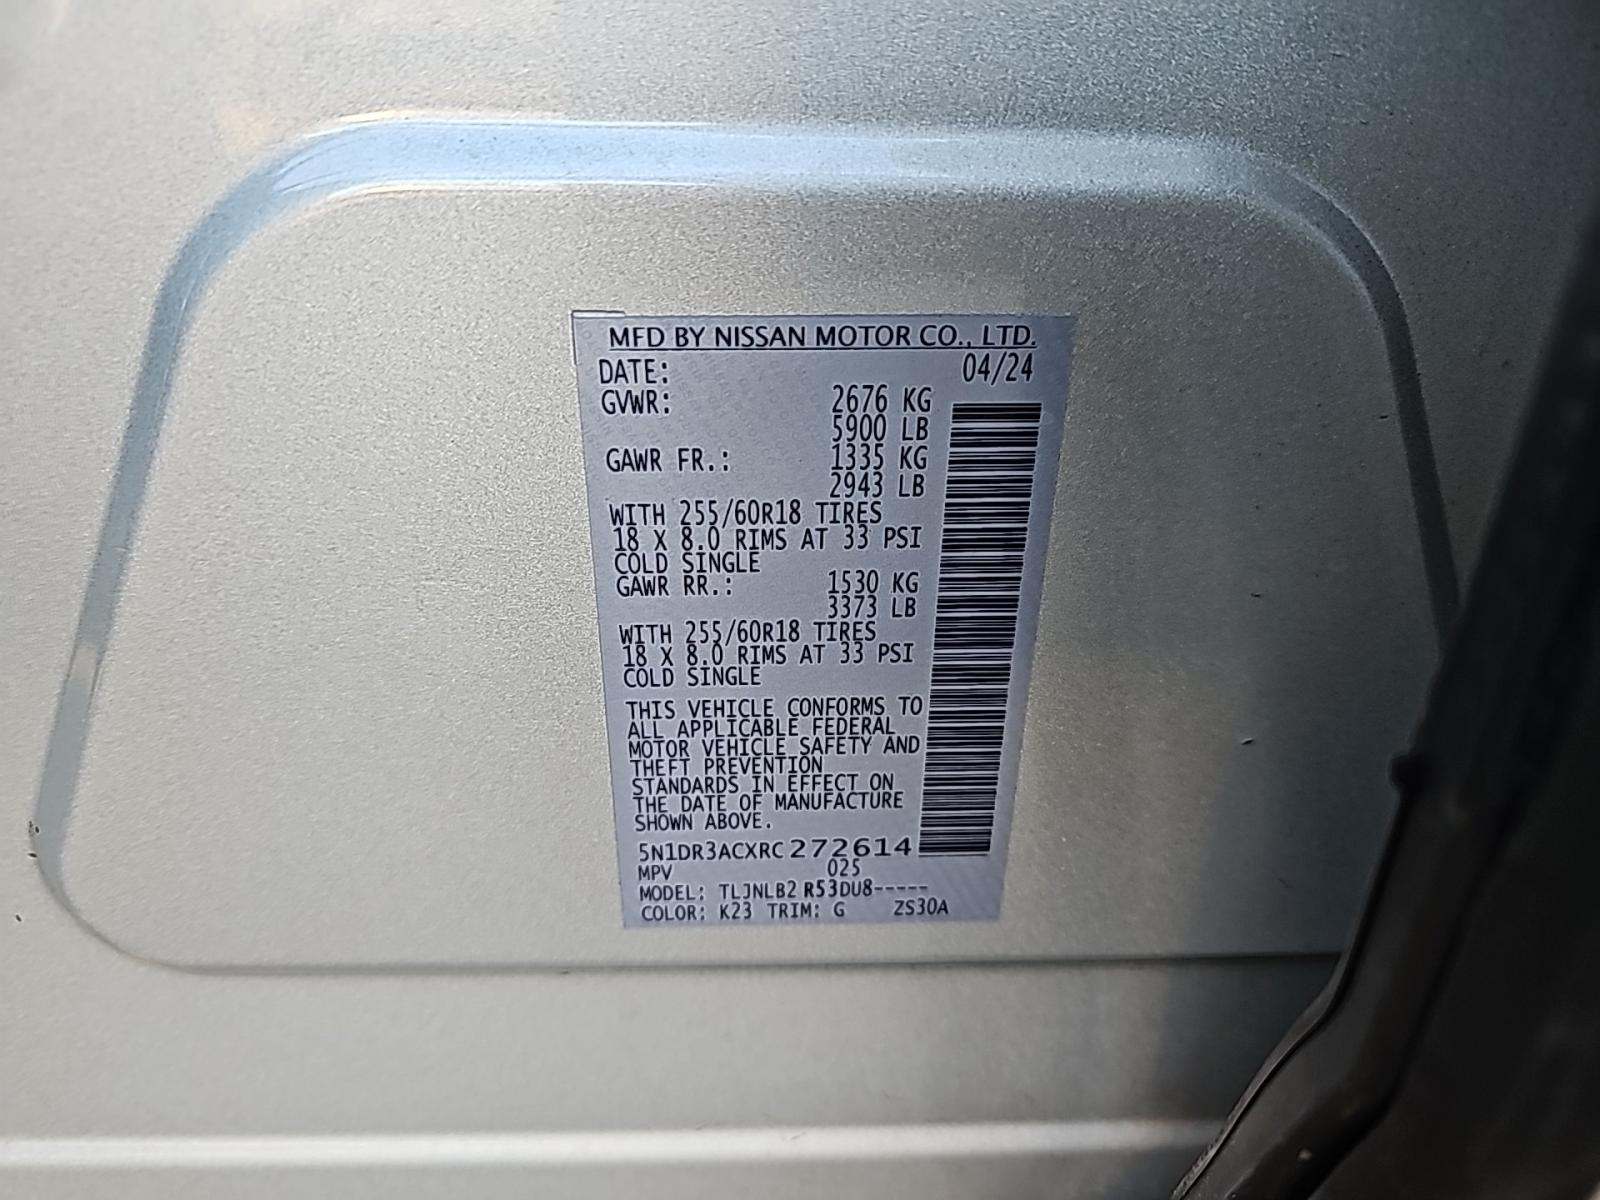 MFD BY NISSAN MOTOR CO., LTD.
DATE: 04/24
GVWR: 2676 KG
5900 LB
GAWR FR.: 1335 KG
2943 LB
WITH 255/60R18 TIRES
18 X 8.0 RIMS AT 33 PSI
COLD SINGLE
GAWR RR.: 1530 KG
3373 LB
WITH 255/60R18 TIRES
18 X 8.0 RIMS AT 33 PSI
COLD SINGLE
THIS VEHICLE CONFORMS TO
ALL APPLICABLE FEDERAL
MOTOR VEHICLE SAFETY AND
THEFT PREVENTION
STANDARDS IN EFFECT ON
THE DATE OF MANUFACTURE
SHOWN ABOVE.
5N1DR3ACXRC272614
MPV 025
MODEL: TLJNLB2 R53DU8-----
COLOR: K23 TRIM: G ZS30A